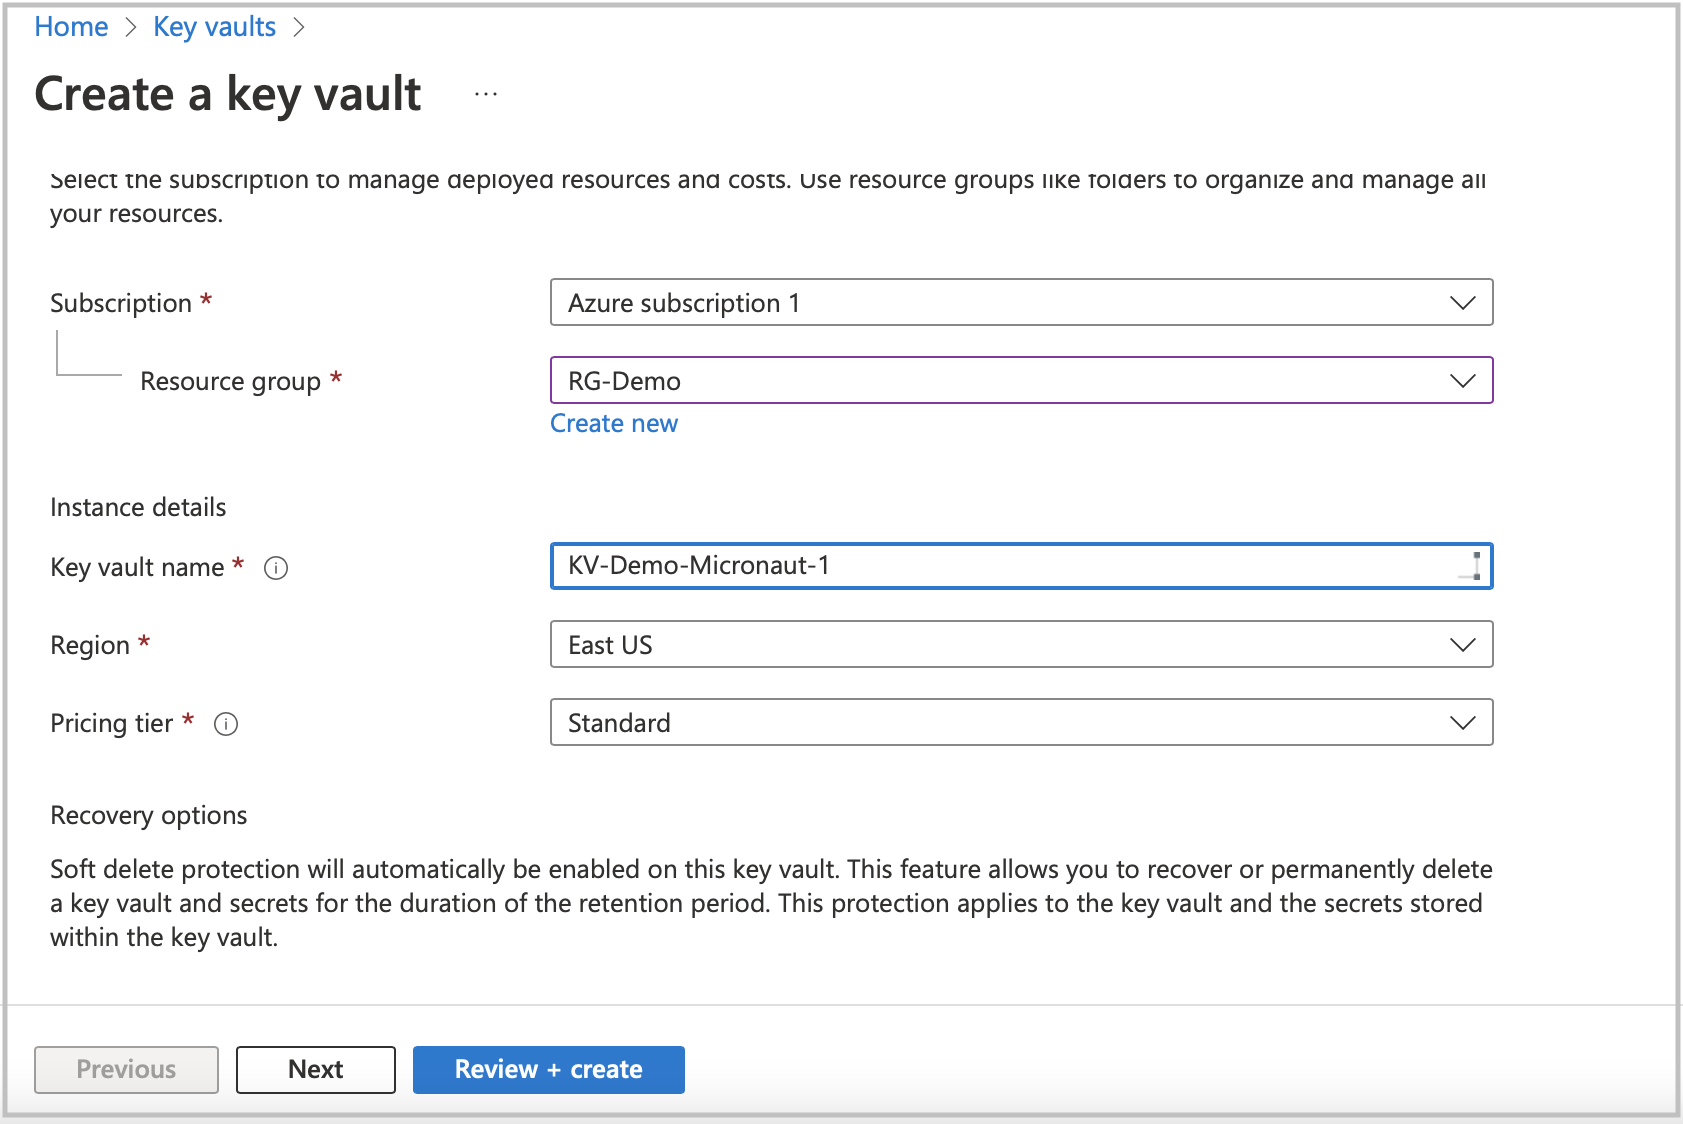 Home > Key vaults >
Create a key vault ...
Select the subscription to manage deployed resources and costs. Use resource groups like folders to organize and manage all
your resources.
Subscription *
Azure subscription 1
Resource group *
RG-Demo
Create new
Instance details
Key vault name *
KV-Demo-Micronaut-1
Region *
East US
Pricing tier *
Standard
Recovery options
Soft delete protection will automatically be enabled on this key vault. This feature allows you to recover or permanently delete
a key vault and secrets for the duration of the retention period. This protection applies to the key vault and the secrets stored
within the key vault.
Previous
Next
Review + create